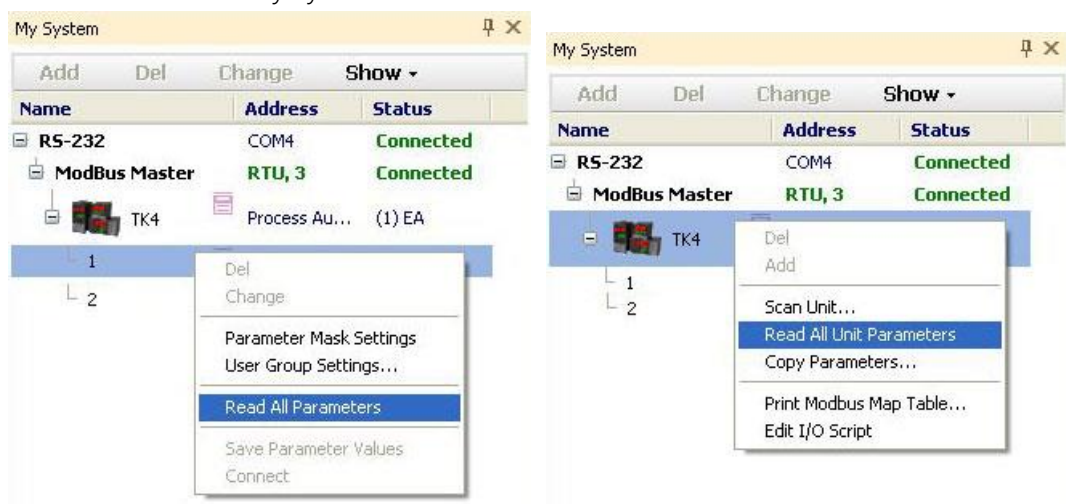 My System
Add Del Change Show
Name Address Status
RS-232 COM4 Connected
ModBus Master RTU, 3 Connected
TK4 Process Au... (1) EA
1
2
Del
Change
Parameter Mask Settings
User Group Settings...
Read All Parameters
Save Parameter Values
Connect
My System
Add Del Change Show
Name Address Status
RS-232 COM4 Connected
ModBus Master RTU, 3 Connected
TK4
1
2
Del
Add
Scan Unit...
Read All Unit Parameters
Copy Parameters...
Print Modbus Map Table...
Edit I/O Script